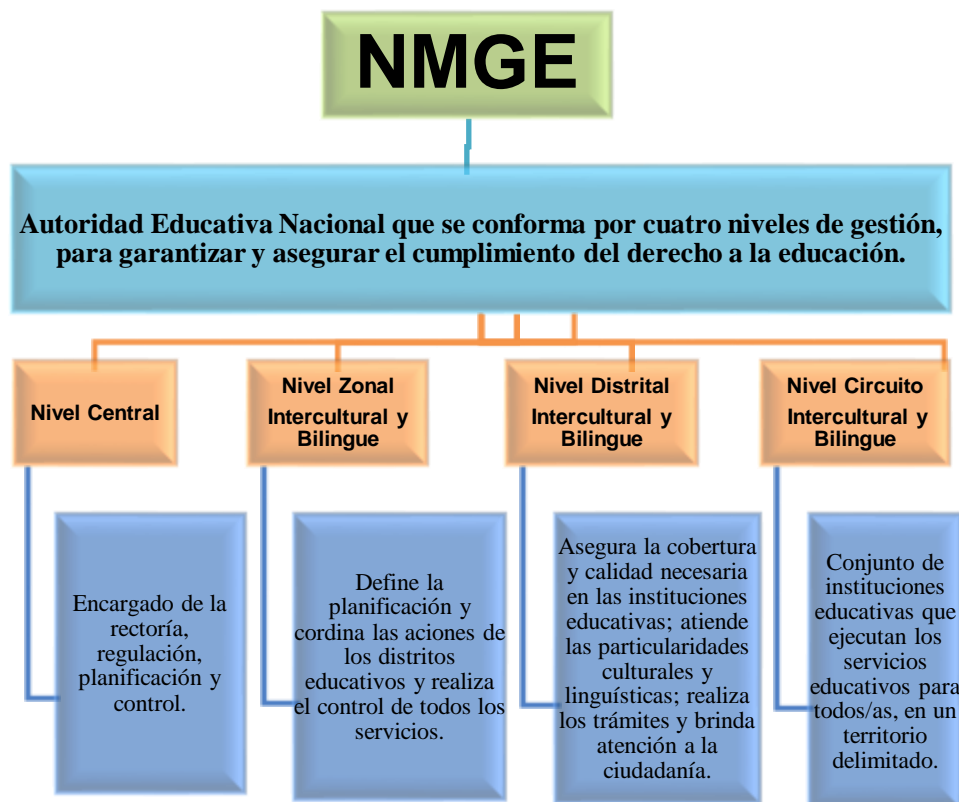 NMGE
Autoridad Educativa Nacional que se conforma por cuatro niveles de gestión,
para garantizar y asegurar el cumplimiento del derecho a la educación.
Nivel Central
Nivel Zonal
Intercultural y
Bilingue
Nivel Distrital
Intercultural y
Bilingue
Nivel Circuito
Intercultural y
Bilingue
Encargado de la
rectoría,
regulación,
planificación y
control.
Define la
planificación y
cordina las aciones de
los distritos
educativos y realiza
el control de todos los
servicios.
Asegura la cobertura
y calidad necesaria
en las instituciones
educativas; atiende
las particularidades
culturales y
linguísticas; realiza
los trámites y brinda
atención a la
ciudadanía.
Conjunto de
instituciones
educativas que
ejecutan los
servicios
educativos para
todos/as, en un
territorio
delimitado.